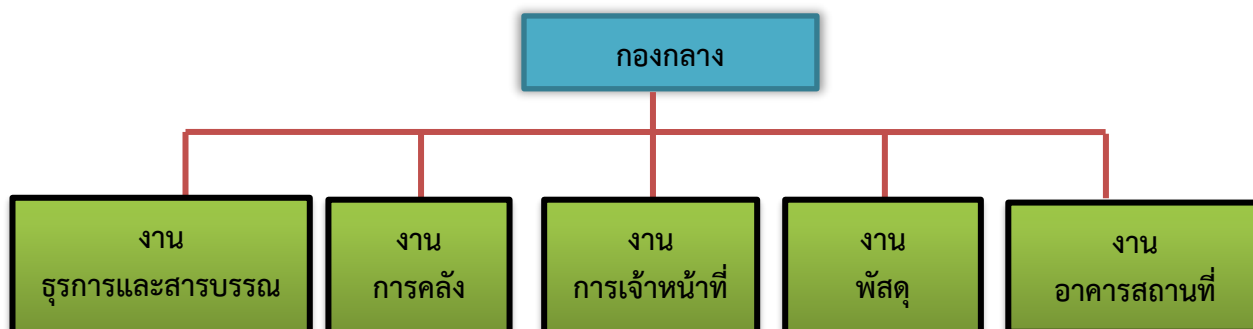 กองกลาง
งาน
ธุรการและสารบรรณ
งาน
การคลัง
งาน
การเจ้าหน้าที่
งาน
พัสดุ
งาน
อาคารสถานที่